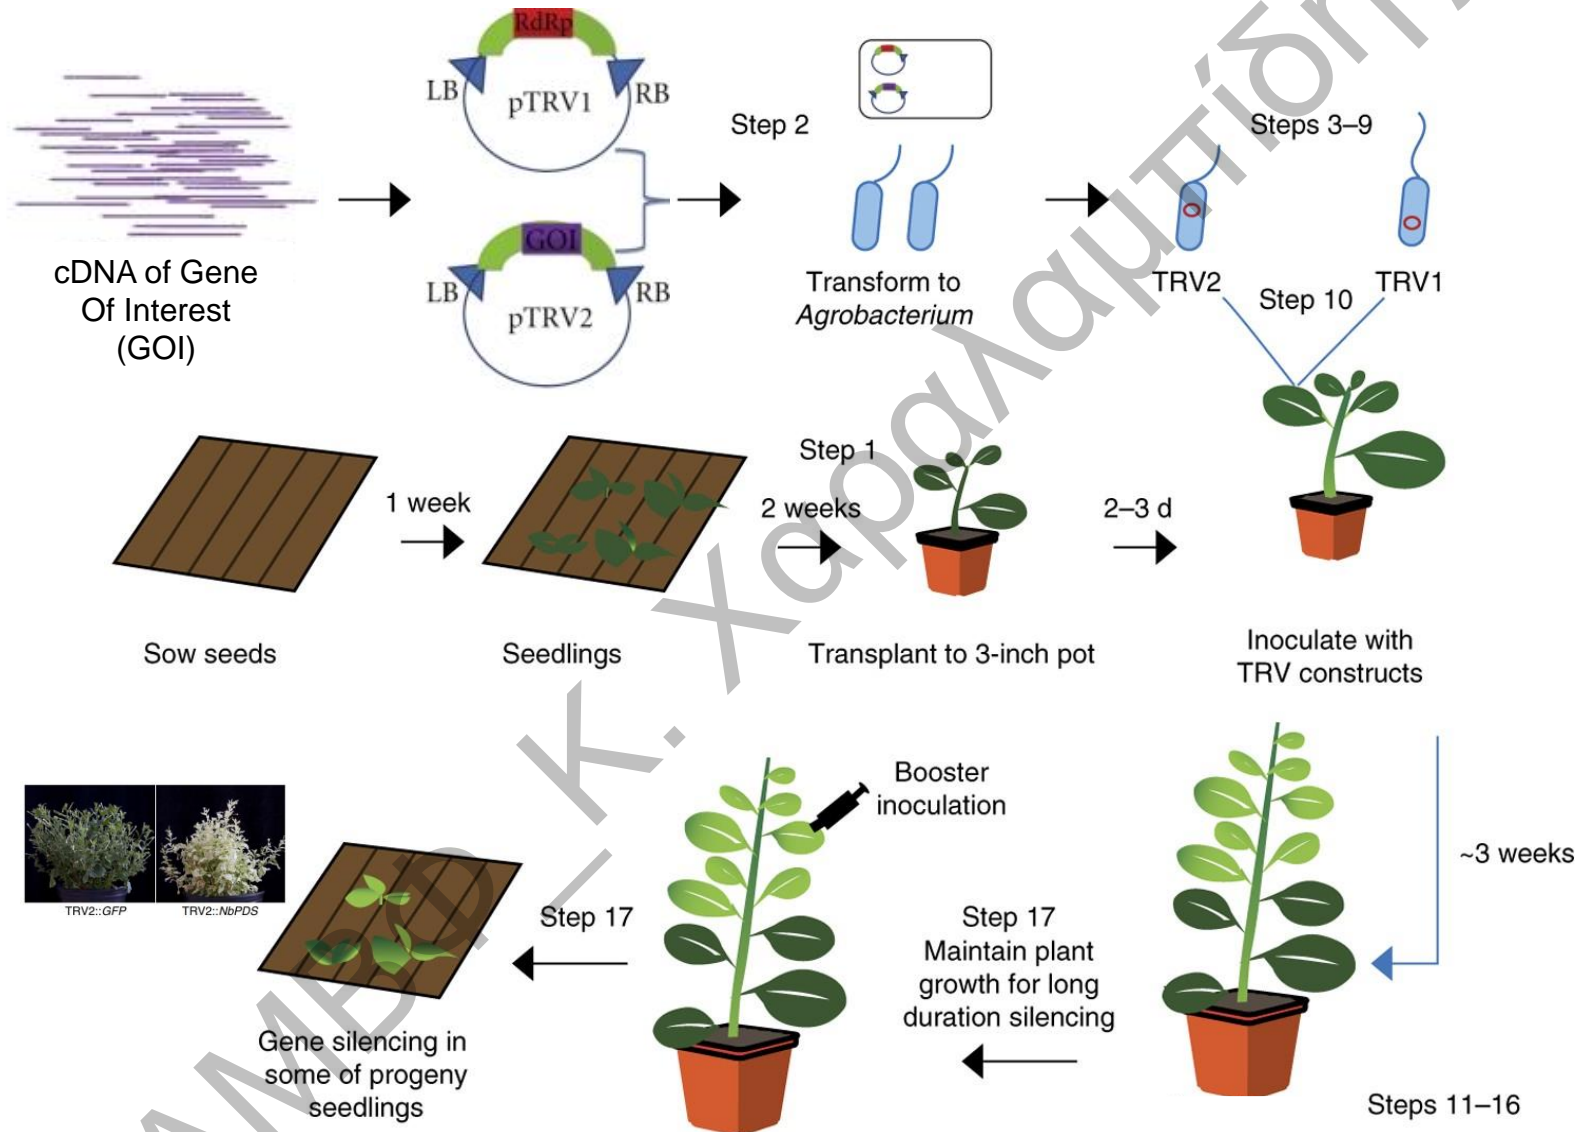 RdRp
LB
RB
pTRV1
GOI
LB
RB
pTRV2
cDNA of Gene
Of Interest
(GOI)
Step 2
Transform to
Agrobacterium
Steps 3–9
TRV2
TRV1
Step 10
Sow seeds
1 week
Seedlings
Step 1
2 weeks
Transplant to 3-inch pot
2–3 d
Inoculate with
TRV constructs
~3 weeks
Steps 11–16
Step 17
Maintain plant
growth for long
duration silencing
Booster
inoculation
Step 17
Gene silencing in
some of progeny
seedlings
TRV2::GFP
TRV2::NbPDS
ΑΜΒΦ_Κ. Χαραλαμπίδη